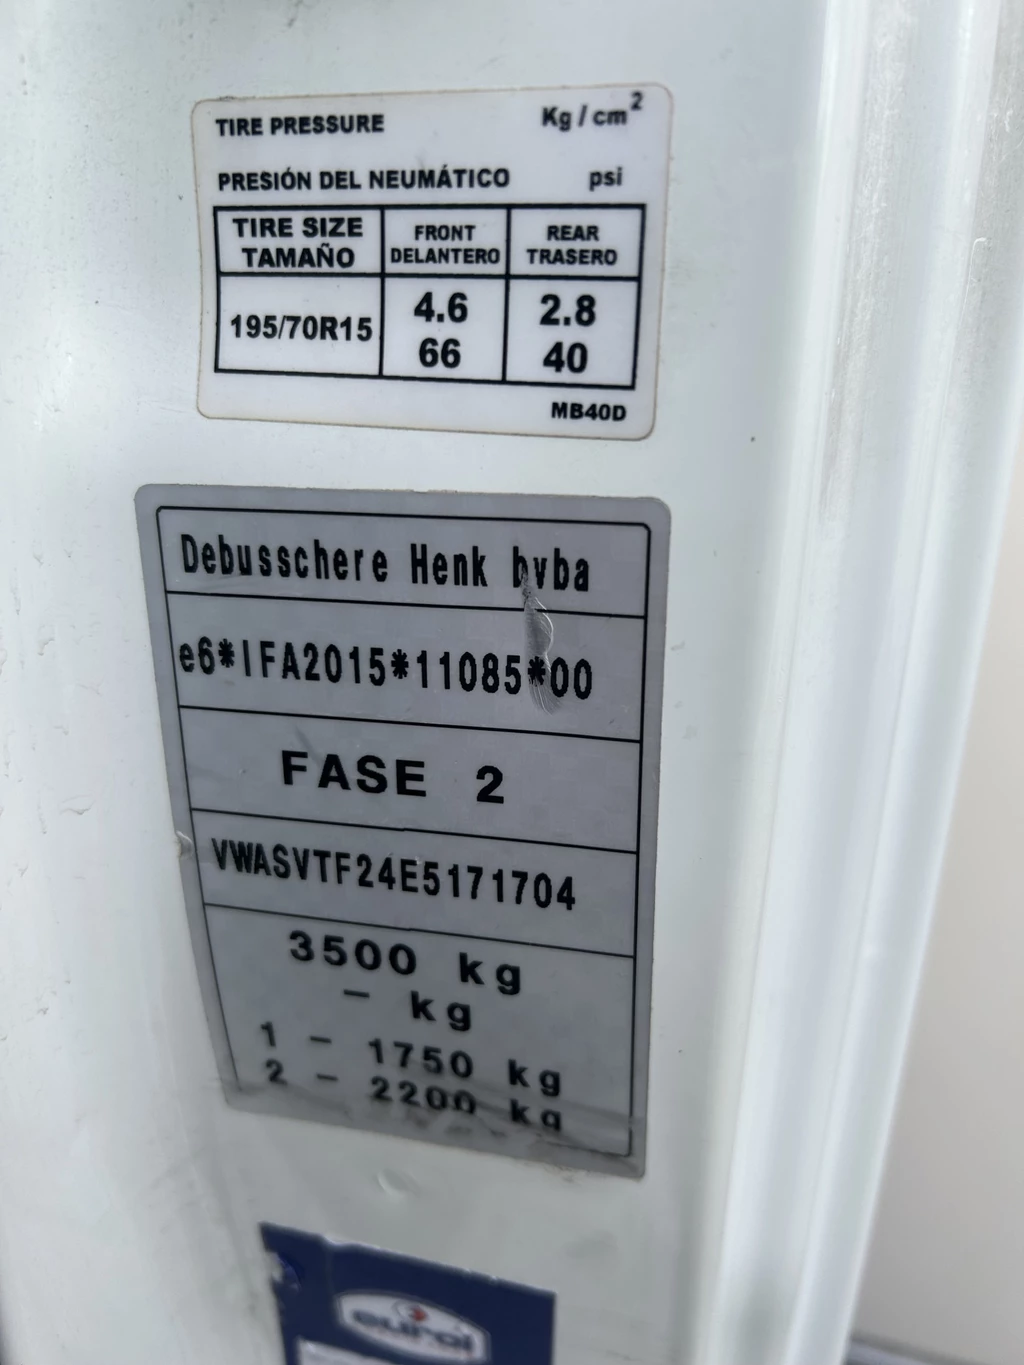 TIRE PRESSURE Kg / cm²
PRESIÓN DEL NEUMÁTICO psi
TIRE SIZE FRONT REAR
TAMAÑO DELANTERO TRASERO
195/70R15 4.6 2.8
66 40
MB40D
Debusschere Henk bvba
e6*IFA2015*11085*00
FASE 2
VWASVTF24E5171704
3500 kg
- kg
1 - 1750 kg
2 - 2200 kg
eurol